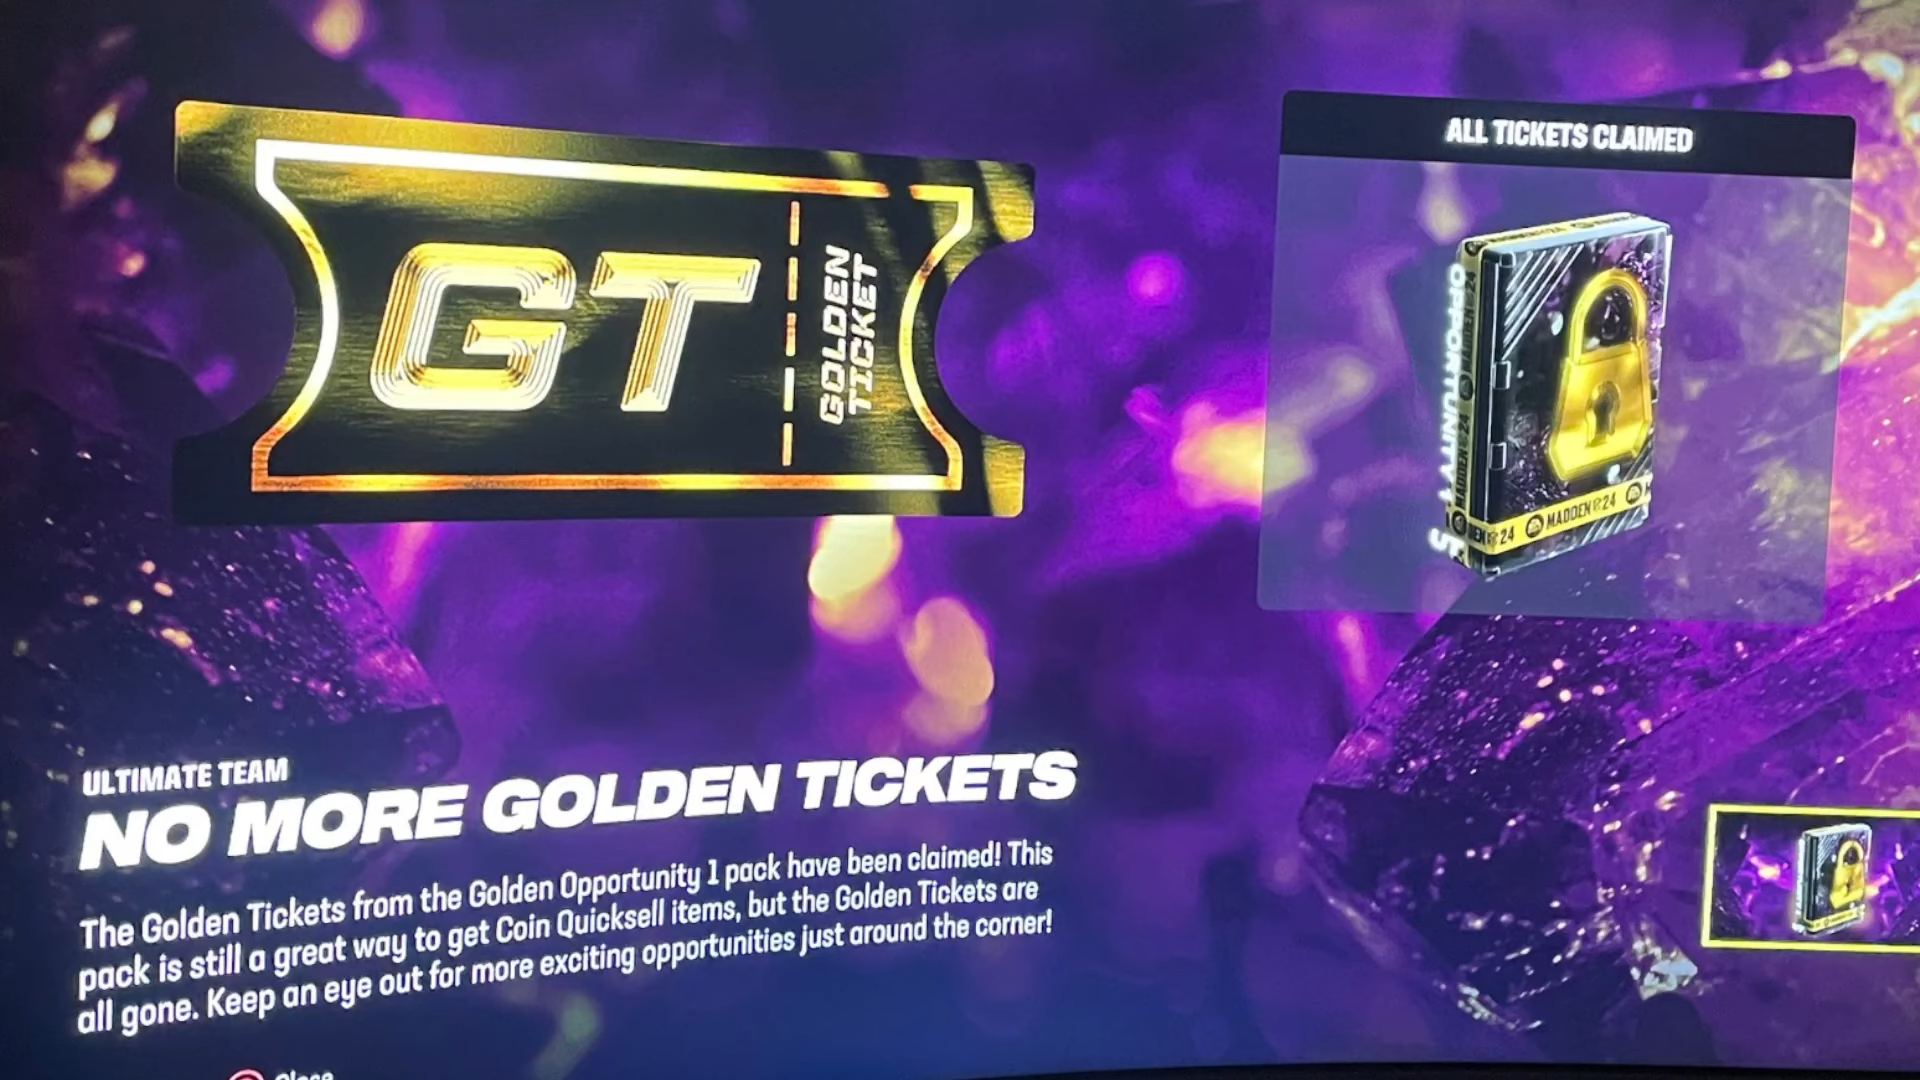 GT
GOLDEN
TICKET
ALL TICKETS CLAIMED
OPPORTUNITY
MADDEN 24
24
MADDEN 24
ULTIMATE TEAM
NO MORE GOLDEN TICKETS
The Golden Tickets from the Golden Opportunity 1 pack have been claimed! This
pack is still a great way to get Coin Quicksell items, but the Golden Tickets are
all gone. Keep an eye out for more exciting opportunities just around the corner!
Close